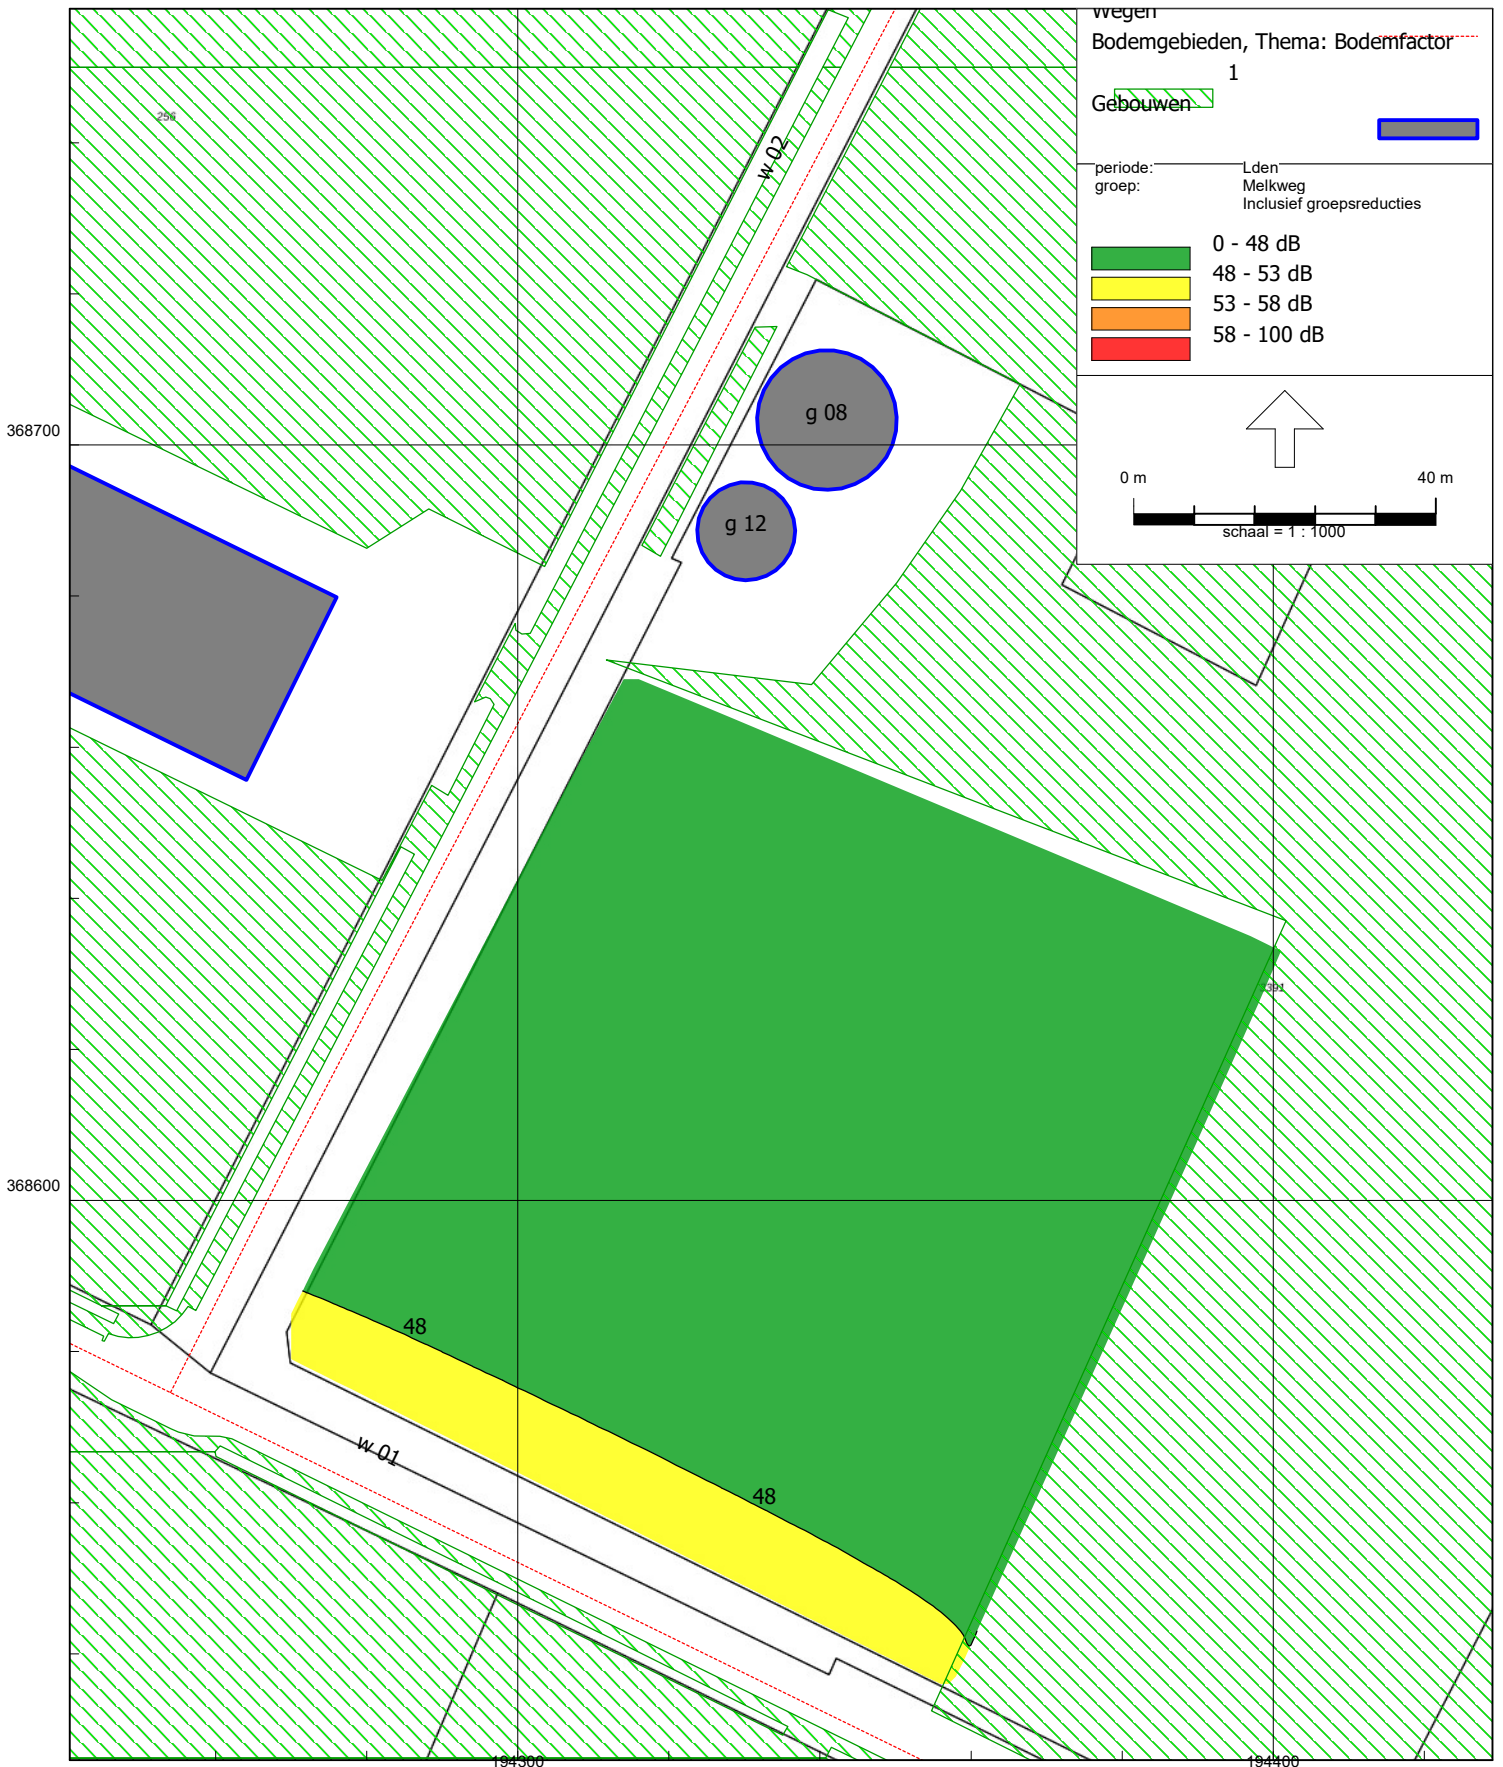 Wegen
Bodemgebieden, Thema: Bodemfactor
1
Gebouwen
periode: Lden
groep: Melkweg
Inclusief groepsreducties
0 - 48 dB
48 - 53 dB
53 - 58 dB
58 - 100 dB
0 m 40 m
schaal = 1 : 1000
256
w 02
g 08
368700
g 12
368600
48
w 01
48
194300 194400